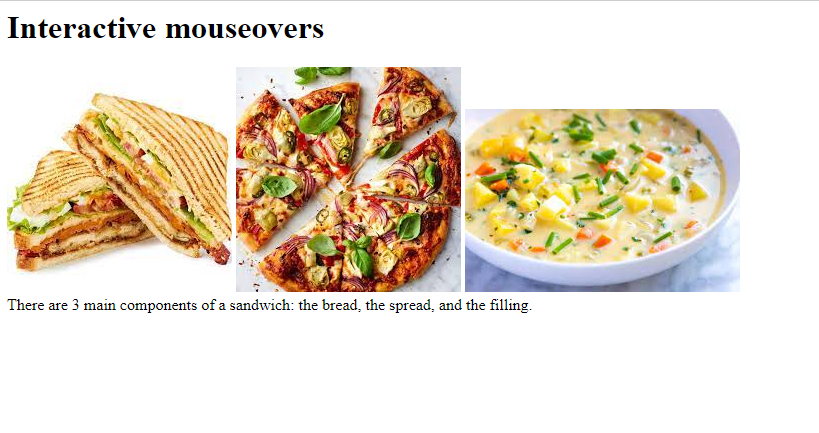 Interactive mouseovers
There are 3 main components of a sandwich: the bread, the spread, and the filling.